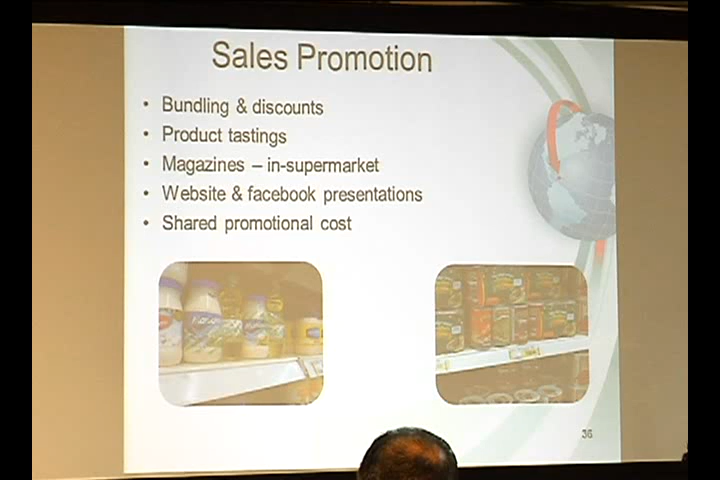 Sales Promotion
• Bundling & discounts
• Product tastings
• Magazines – in-supermarket
• Website & facebook presentations
• Shared promotional cost
36